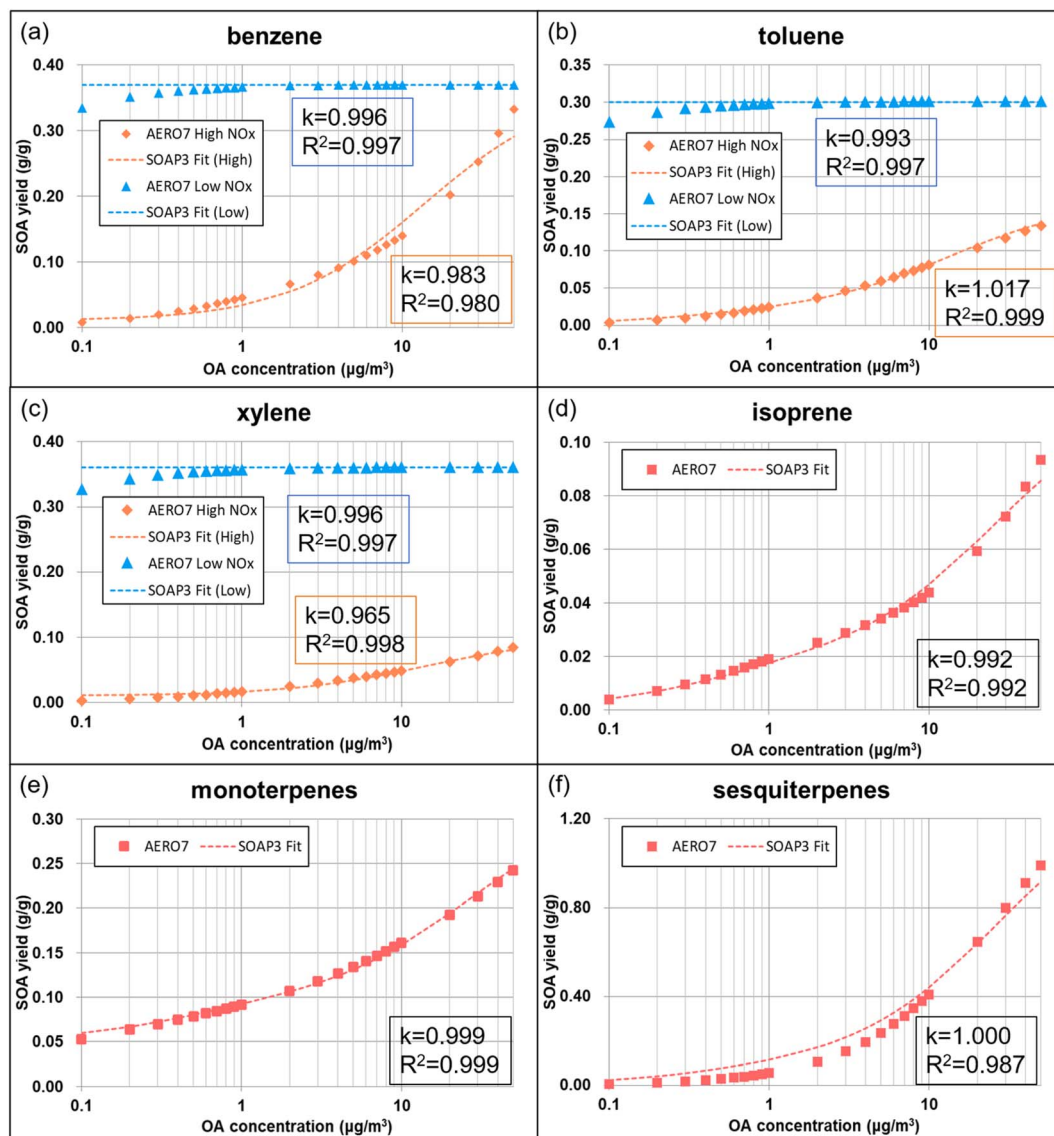 (a)
benzene
0.40
0.30
0.20
0.10
0.00
SOA yield (g/g)
AERO7 High NOx
SOAP3 Fit (High)
AERO7 Low NOx
SOAP3 Fit (Low)
k=0.996
R²=0.997
k=0.983
R²=0.980
0.1
1
10
OA concentration (µg/m³)
(b)
toluene
0.35
0.30
0.25
0.20
0.15
0.10
0.05
0.00
SOA yield (g/g)
AERO7 High NOx
SOAP3 Fit (High)
AERO7 Low NOx
SOAP3 Fit (Low)
k=0.993
R²=0.997
k=1.017
R²=0.999
0.1
1
10
OA concentration (µg/m³)
(c)
xylene
0.40
0.30
0.20
0.10
0.00
SOA yield (g/g)
AERO7 High NOx
SOAP3 Fit (High)
AERO7 Low NOx
SOAP3 Fit (Low)
k=0.996
R²=0.997
k=0.965
R²=0.998
0.1
1
10
OA concentration (µg/m³)
(d)
isoprene
0.10
0.08
0.06
0.04
0.02
0.00
SOA yield (g/g)
AERO7
SOAP3 Fit
k=0.992
R²=0.992
0.1
1
10
OA concentration (µg/m³)
(e)
monoterpenes
0.30
0.25
0.20
0.15
0.10
0.05
0.00
SOA yield (g/g)
AERO7
SOAP3 Fit
k=0.999
R²=0.999
0.1
1
10
OA concentration (µg/m³)
(f)
sesquiterpenes
1.20
0.80
0.40
0.00
SOA yield (g/g)
AERO7
SOAP3 Fit
k=1.000
R²=0.987
0.1
1
10
OA concentration (µg/m³)